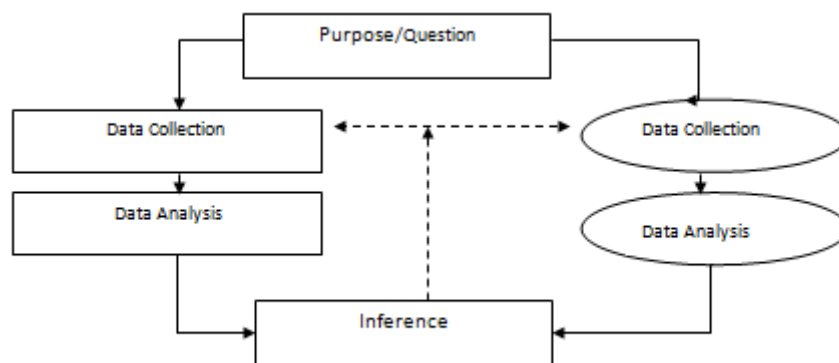 Purpose/Question
Data Collection
Data Collection
Data Analysis
Data Analysis
Inference